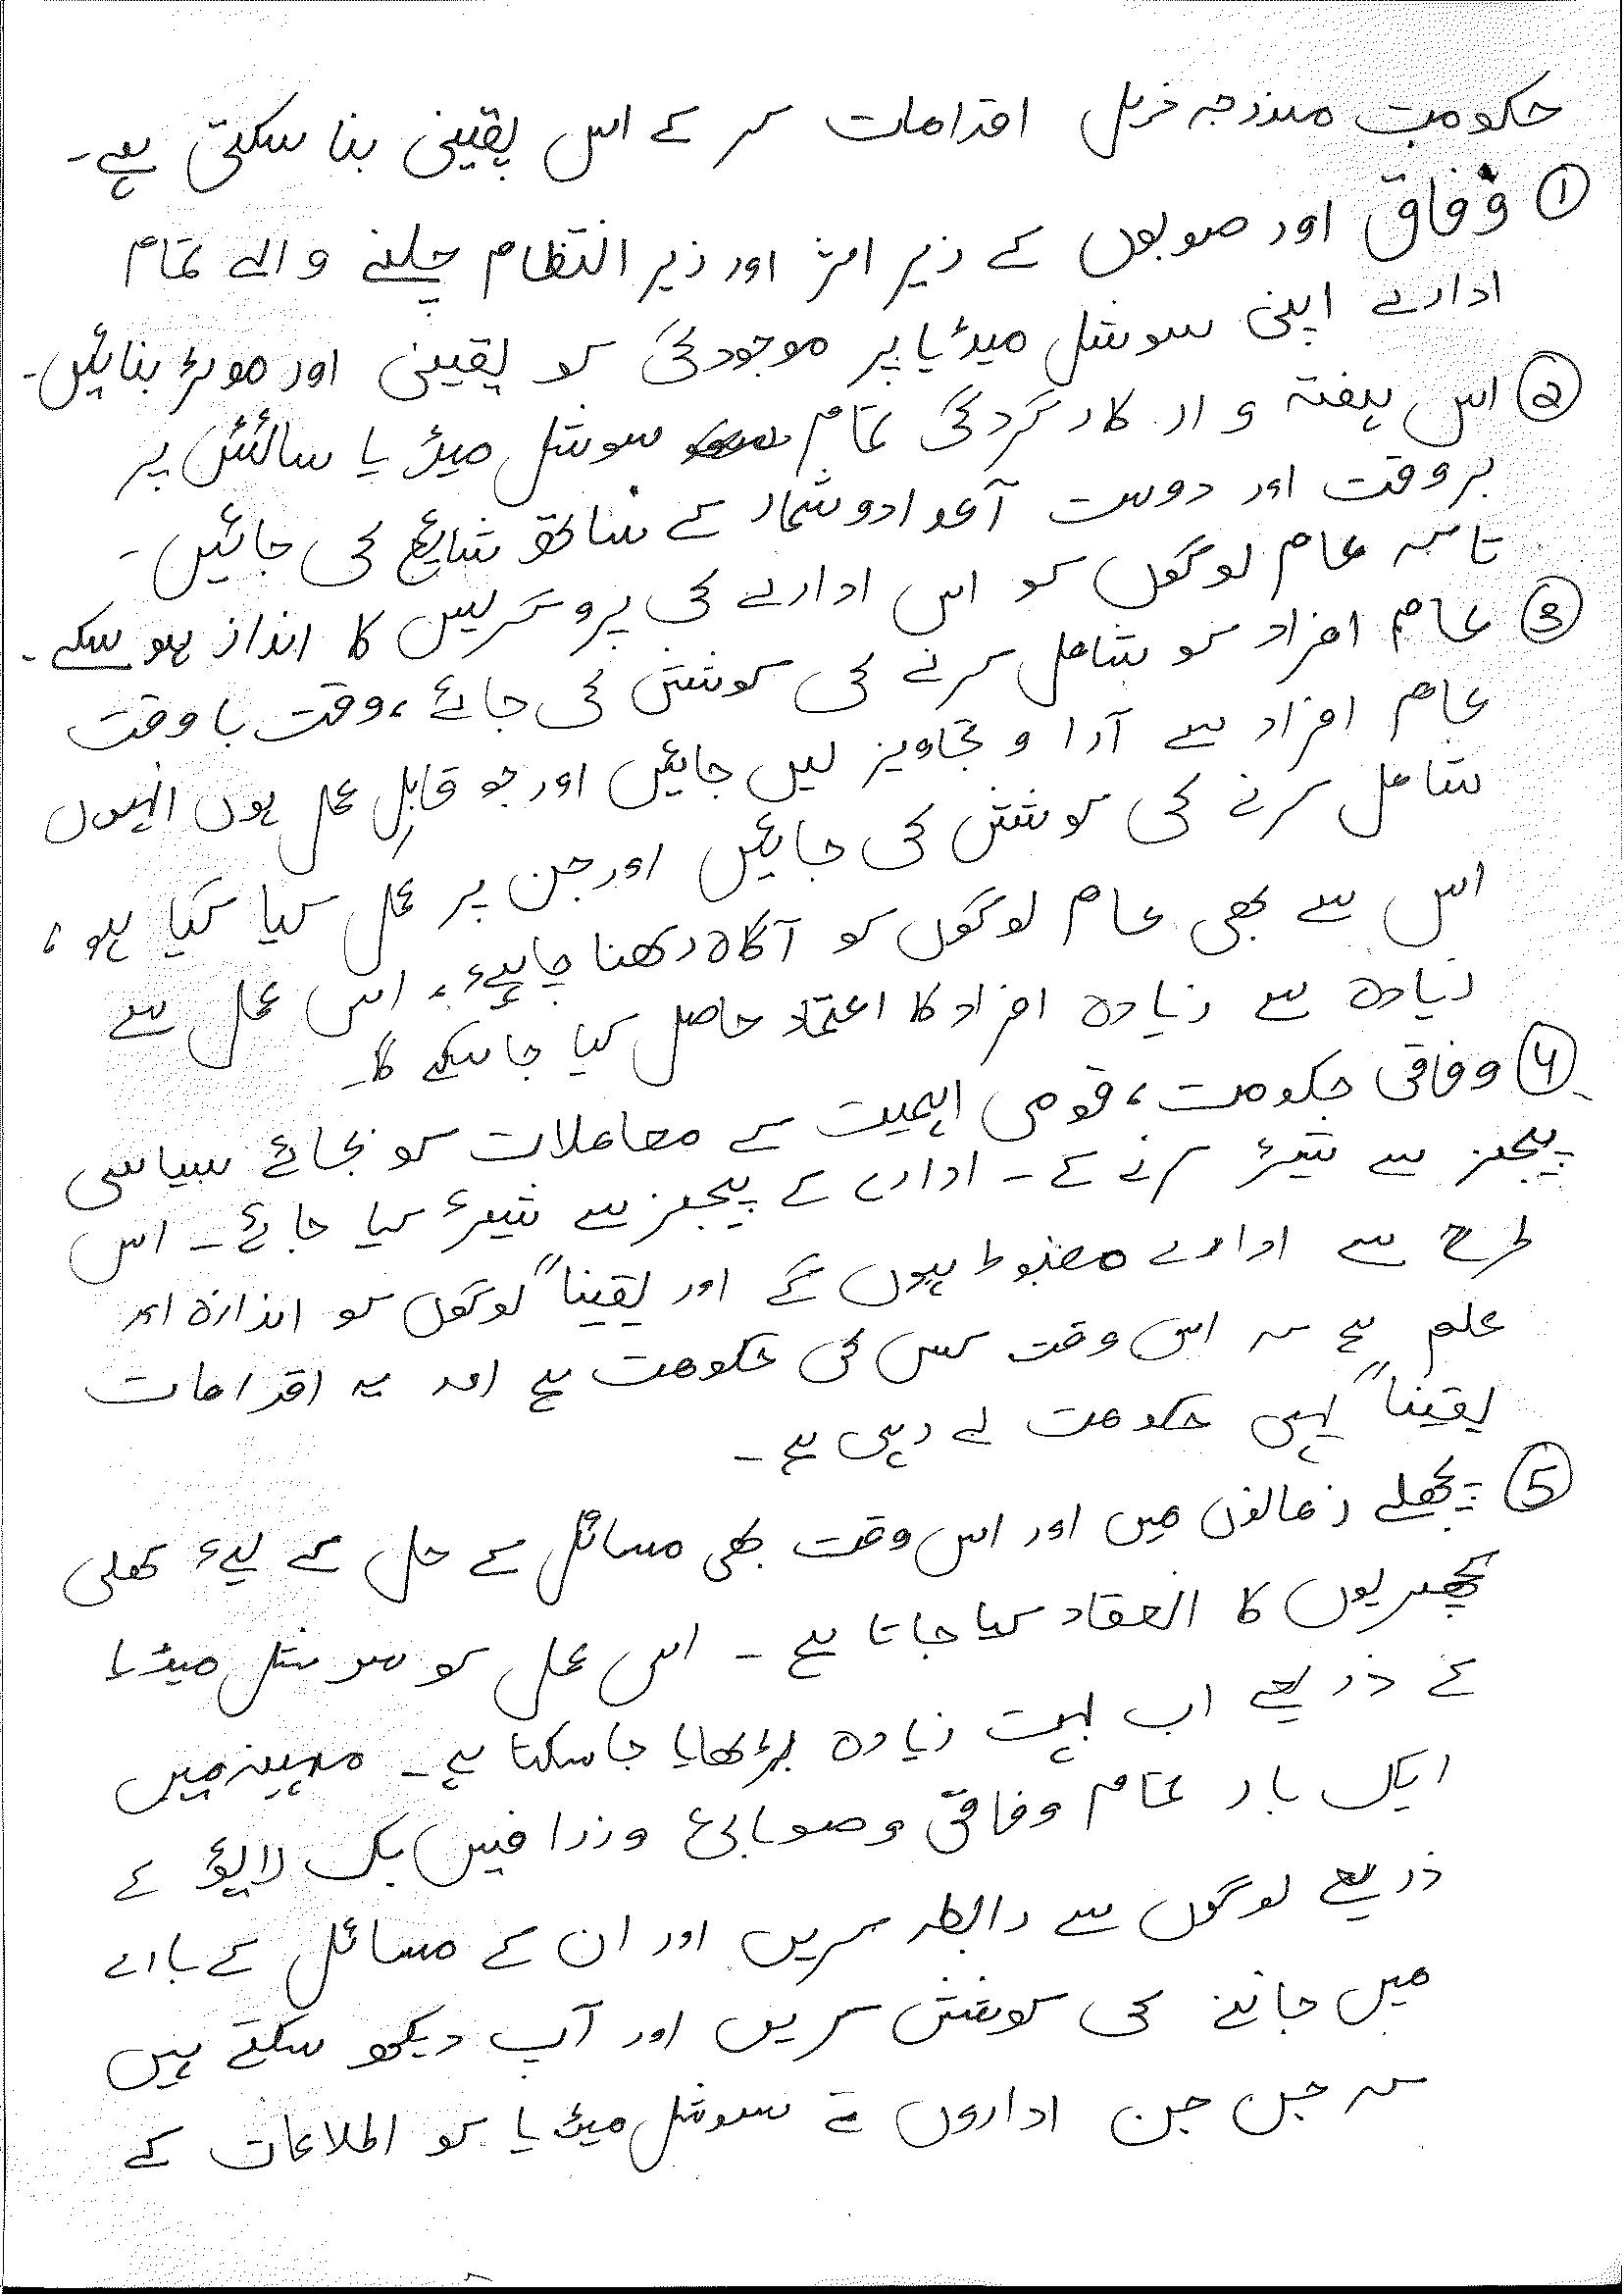 حکومت مندرجہ ذیل اقدامات کر کے اس یقینی بنا سکتی ہے۔
① وفاق اور صوبوں کے زیر اثر اور زیر انتظام چلنے والے تمام
ادارے اپنی سوشل میڈیا پر موجودگی کو یقینی اور موثر بنائیں۔
② اس ہفتہ وار کارکردگی تمام سوشل میڈیا سائٹس پر
بروقت اور درست آعدادوشمار کے ساتھ شایع کی جائیں۔
تاکہ عام لوگوں کو اس ادارے کی پروگریس کا انداز ہو سکے۔
③ عام افراد کو شامل کرنے کی کوشش کی جائے، وقت با وقت
عام افراد سے آرا و تجاویز لیں جائیں اور جو قابلِ عمل ہوں انہیں
شامل کرنے کی کوشش کی جائیں اور جن پر عمل کیا گیا ہو،
اس سے بھی عام لوگوں کو آگاہ رکھنا چاہیے، اس عمل سے
زیادہ سے زیادہ افراد کا اعتماد حاصل کیا جا سکے گا۔
④ وفاقی حکومت، قومی اہمیت کے معاملات کو بجائے سیاسی
پیجز سے شیئر کرنے کے۔ ادارے کے پیجز سے شیئر کیا جائے۔ اس
طرح سے ادارے مضبوط ہوں گے اور یقیناً لوگوں کو اندازہ اور
علم ہے کہ اس وقت کس کی حکومت ہے اور یہ اقدامات
یقیناً یہی حکومت لے رہی ہے۔
⑤ پچھلے زمانوں میں اور اس وقت بھی مسائل کے حل کے لیے کھلی
کچہریوں کا انعقاد کیا جاتا ہے۔ اس عمل کو سوشل میڈیا
کے ذریعے اب بہت زیادہ بڑھایا جا سکتا ہے۔ مہینہ میں
ایک بار تمام وفاقی و صوبائی وزرا فیس بک لائیو کے
ذریعے لوگوں سے رابطہ کریں اور ان کے مسائل کے بارے
میں جاننے کی کوشش کریں اور آپ دیکھ سکتے ہیں
کہ جن جن اداروں نے سوشل میڈیا کو اطلاعات کے